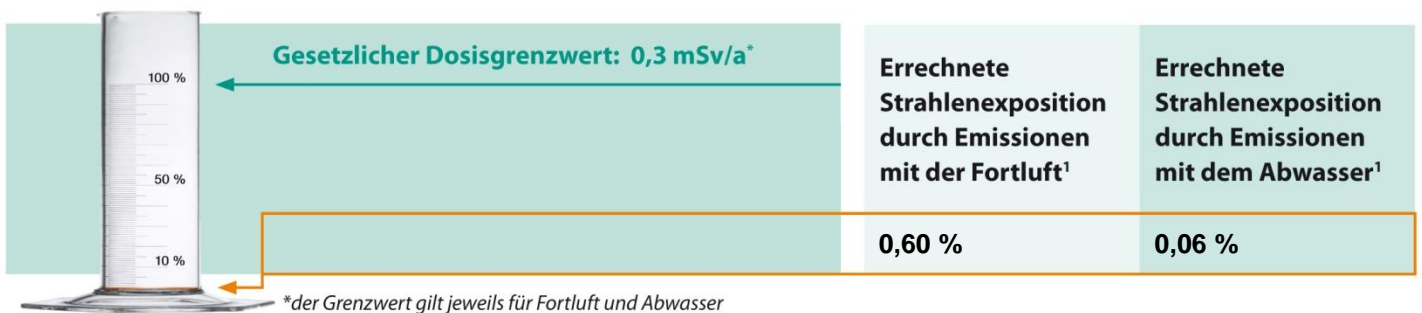 Gesetzlicher Dosisgrenzwert: 0,3 mSv/a*
100 %
50 %
10 %
Errechnete
Strahlenexposition
durch Emissionen
mit der Fortluft¹
0,60 %
Errechnete
Strahlenexposition
durch Emissionen
mit dem Abwasser¹
0,06 %
*der Grenzwert gilt jeweils für Fortluft und Abwasser